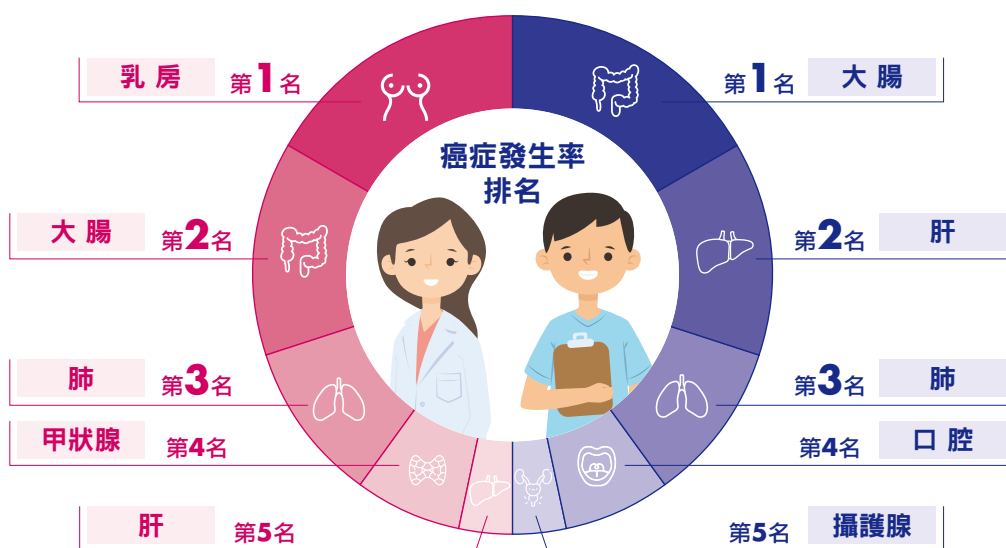 癌症發生率
排名
乳房 第1名
大腸 第2名
肺 第3名
甲狀腺 第4名
肝 第5名
第1名 大腸
第2名 肝
第3名 肺
第4名 口腔
第5名 攝護腺